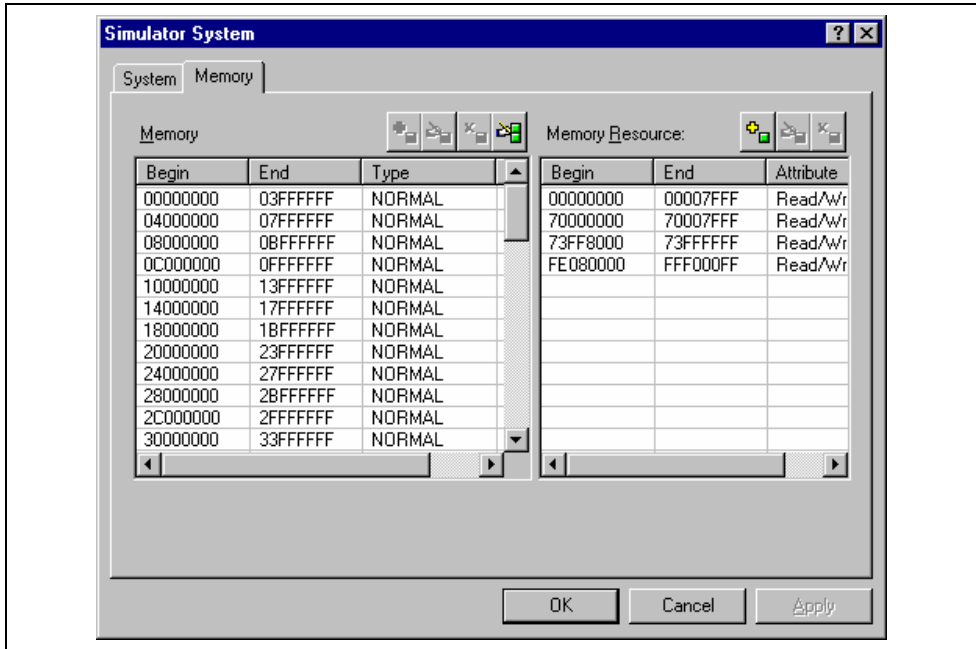 Simulator System
System Memory
Memory
Begin End Type
00000000 03FFFFFF NORMAL
04000000 07FFFFFF NORMAL
08000000 0BFFFFFF NORMAL
0C000000 0FFFFFFF NORMAL
10000000 13FFFFFF NORMAL
14000000 17FFFFFF NORMAL
18000000 1BFFFFFF NORMAL
20000000 23FFFFFF NORMAL
24000000 27FFFFFF NORMAL
28000000 2BFFFFFF NORMAL
2C000000 2FFFFFFF NORMAL
30000000 33FFFFFF NORMAL
Memory Resource:
Begin End Attribute
00000000 00007FFF Read/Wr
70000000 70007FFF Read/Wr
73FF8000 73FFFFFF Read/Wr
FE080000 FFF000FF Read/Wr
OK Cancel Apply